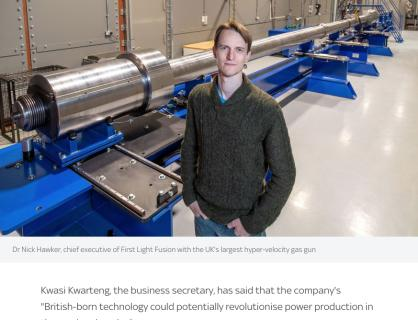 Dr Nick Hawker, chief executive of First Light Fusion with the UK's largest hyper-velocity gas gun
Kwasi Kwarteng, the business secretary, has said that the company's
"British-born technology could potentially revolutionise power production in